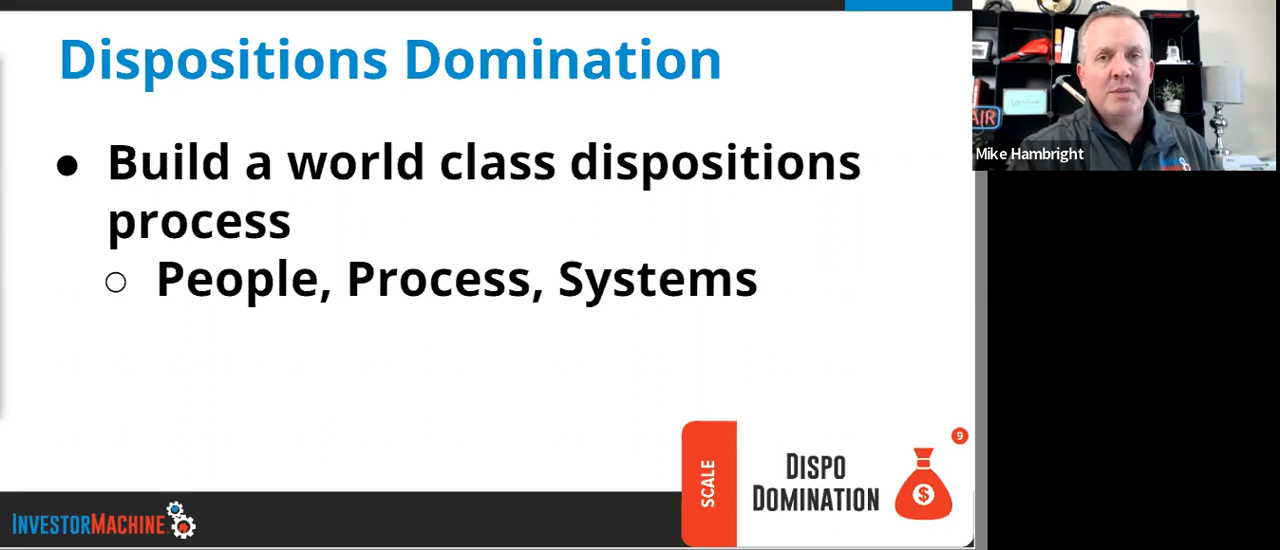 Dispositions Domination
● Build a world class dispositions
process
○ People, Process, Systems
SCALE
DISPO
DOMINATION
9
INVESTORMACHINE
Mike Hambright
AIR